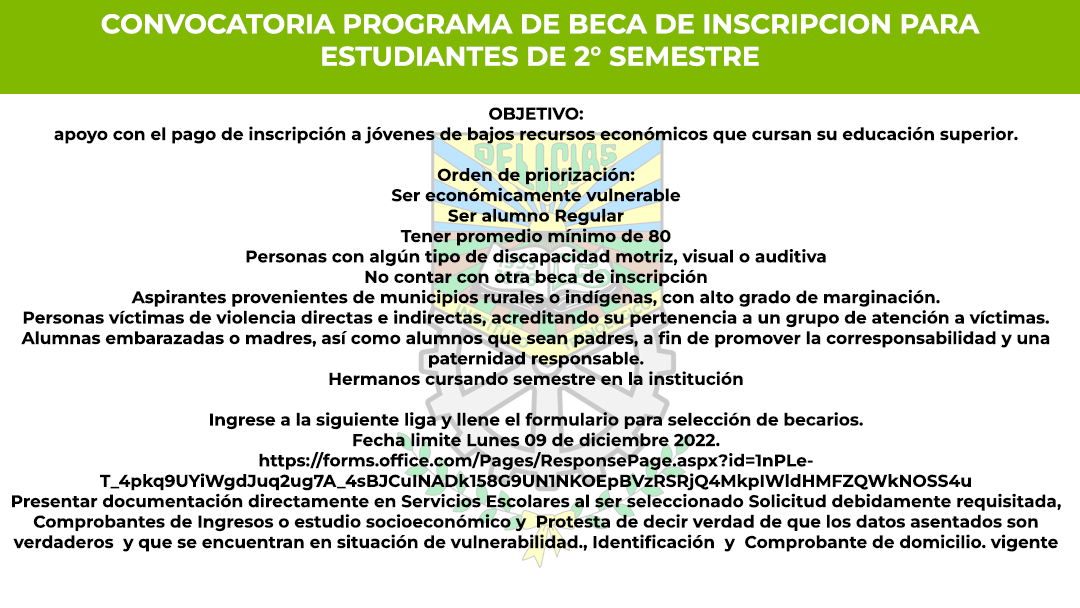 CONVOCATORIA PROGRAMA DE BECA DE INSCRIPCION PARA
ESTUDIANTES DE 2° SEMESTRE
OBJETIVO:
apoyo con el pago de inscripción a jóvenes de bajos recursos económicos que cursan su educación superior.
DELICIAS
Orden de priorización:
Ser económicamente vulnerable
Ser alumno Regular
Tener promedio mínimo de 80
Personas con algún tipo de discapacidad motriz, visual o auditiva
No contar con otra beca de inscripción
Aspirantes provenientes de municipios rurales o indígenas, con alto grado de marginación.
Personas víctimas de violencia directas e indirectas, acreditando su pertenencia a un grupo de atención a víctimas.
Alumnas embarazadas o madres, así como alumnos que sean padres, a fin de promover la corresponsabilidad y una
paternidad responsable.
Hermanos cursando semestre en la institución
Ingrese a la siguiente liga y llene el formulario para selección de becarios.
Fecha limite Lunes 09 de diciembre 2022.
https://forms.office.com/Pages/ResponsePage.aspx?id=1nPLe-
T_4pkq9UYiWgdJuq2ug7A_4sBJCuINADk158G9UN1NKOEpBVzRSRjQ4MkpIWldHMFZQWkNOSS4u
Presentar documentación directamente en Servicios Escolares al ser seleccionado Solicitud debidamente requisitada,
Comprobantes de Ingresos o estudio socioeconómico y Protesta de decir verdad de que los datos asentados son
verdaderos y que se encuentran en situación de vulnerabilidad., Identificación y Comprobante de domicilio. vigente